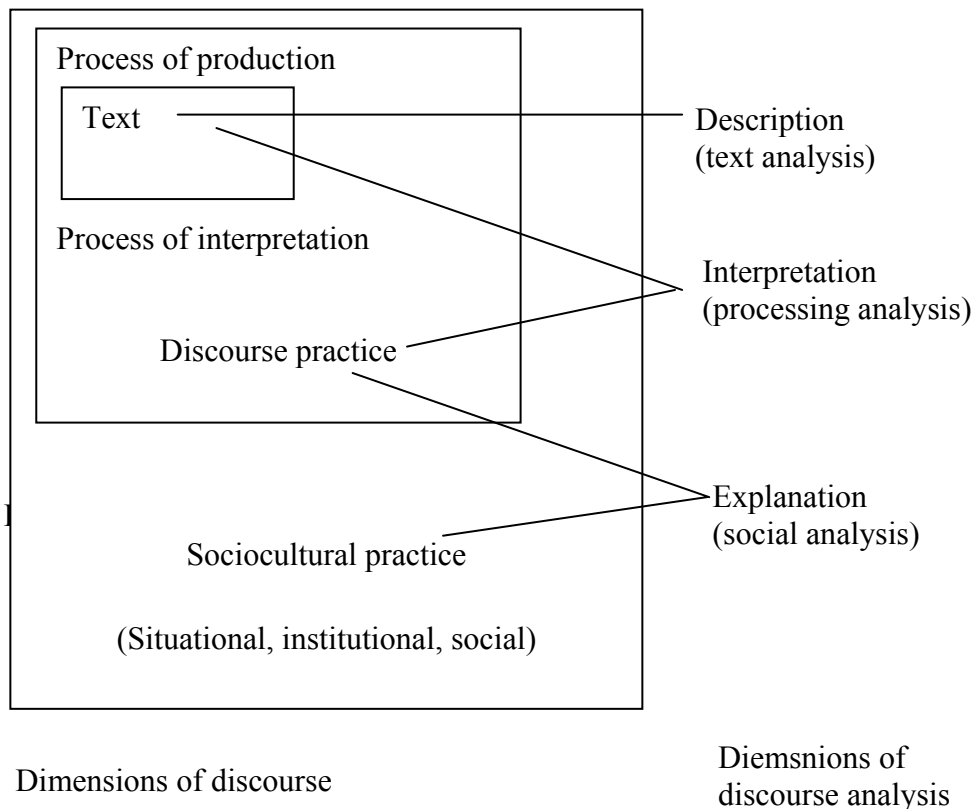 Process of production
Text
Description
(text analysis)
Process of interpretation
Interpretation
(processing analysis)
Discourse practice
Explanation
(social analysis)
Sociocultural practice
(Situational, institutional, social)
Dimensions of discourse
Diemsnions of
discourse analysis